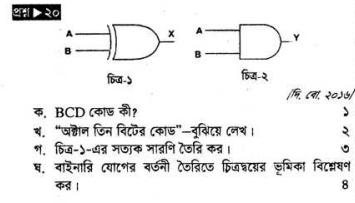 প্রশ্ন ▶ ২০
A B X A B Y
চিত্র-১ চিত্র-২
[দি. বো. ২০১৬]
ক. BCD কোড কী? ১
খ. “অক্টাল তিন বিটের কোড”–বুঝিয়ে লেখ। ২
গ. চিত্র-১-এর সত্যক সারণি তৈরি কর। ৩
ঘ. বাইনারি যোগের বর্তনী তৈরিতে চিত্রদ্বয়ের ভূমিকা বিশ্লেষণ
কর। ৪